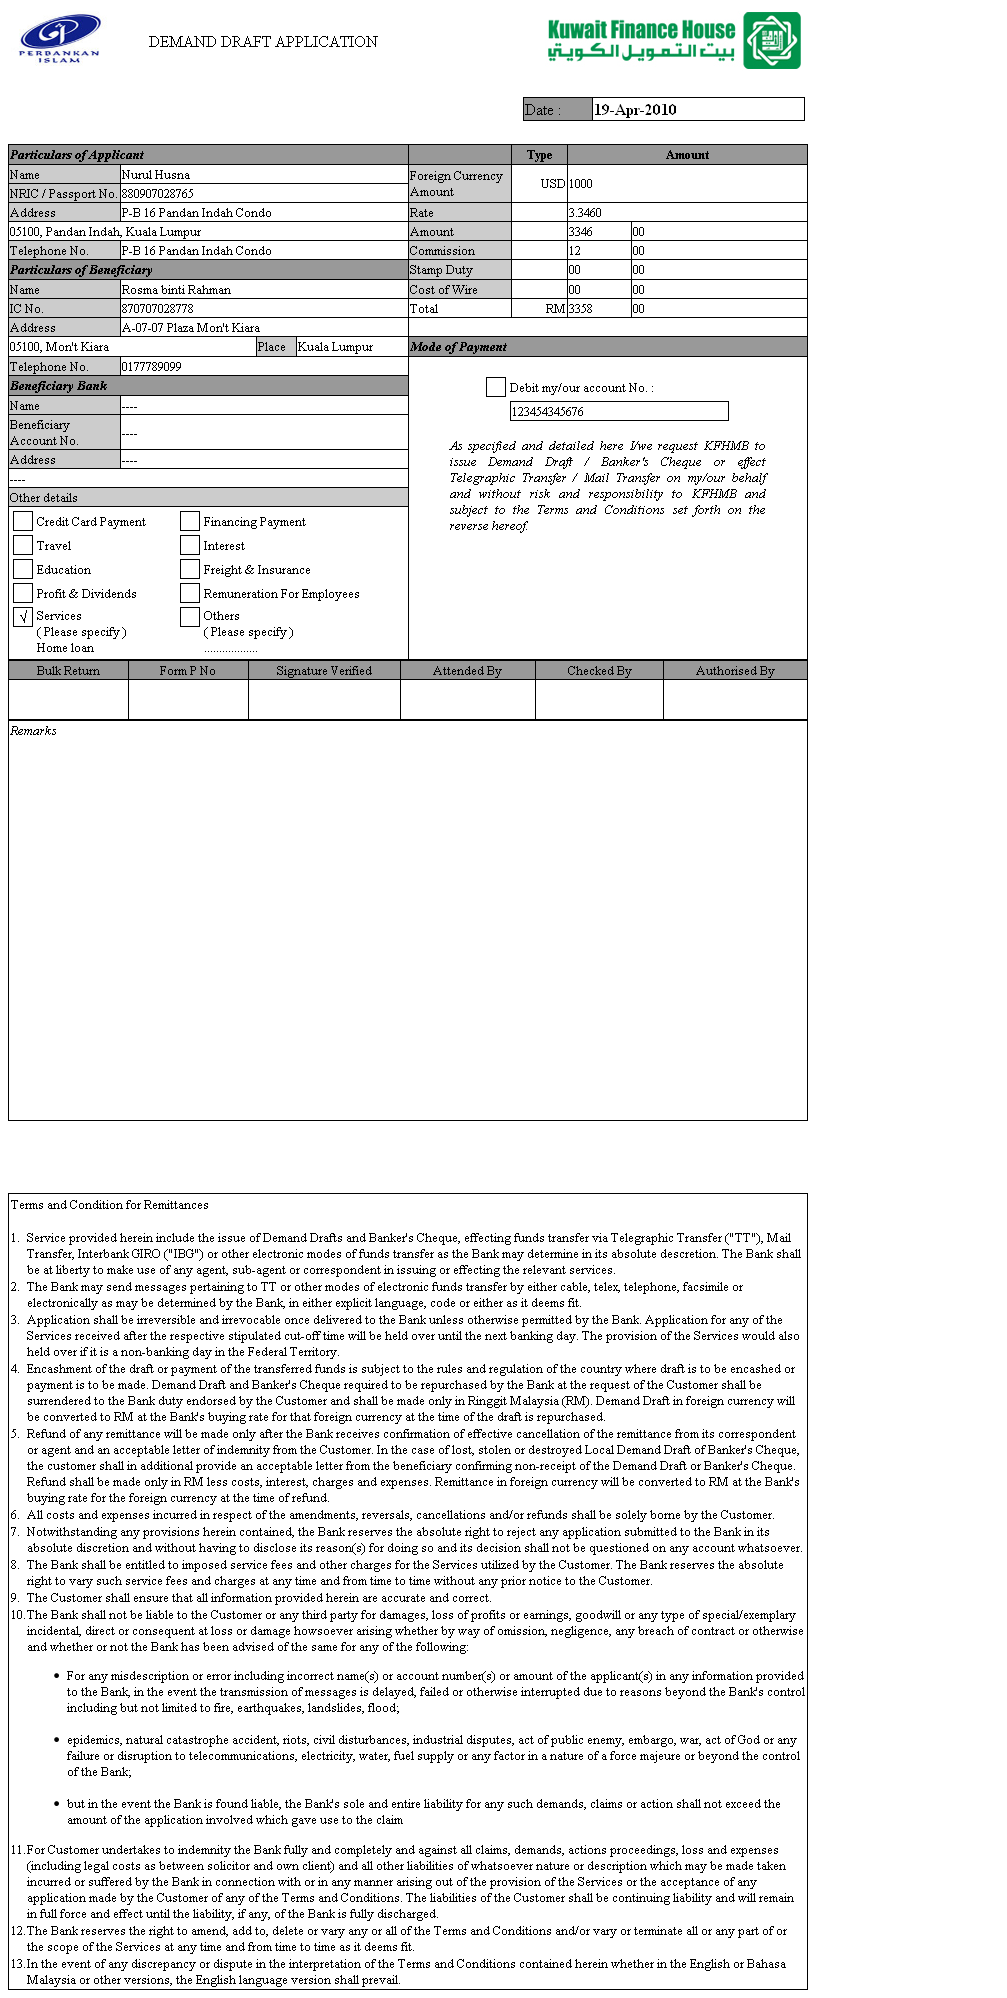 PERBANKAN
ISLAM
DEMAND DRAFT APPLICATION
Kuwait Finance House
بيت التمويل الكويتي
Date :
19-Apr-2010
Particulars of Applicant
Type
Amount
Name
Nurul Husna
Foreign Currency
Amount
USD
1000
NRIC / Passport No.
880907028765
Address
P-B 16 Pandan Indah Condo
Rate
3.3460
05100, Pandan Indah, Kuala Lumpur
Amount
3346
00
Telephone No.
P-B 16 Pandan Indah Condo
Commission
12
00
Particulars of Beneficiary
Stamp Duty
00
00
Name
Rosma binti Rahman
Cost of Wire
00
00
IC No.
870707028778
Total
RM
3358
00
Address
A-07-07 Plaza Mon't Kiara
05100, Mon't Kiara
Place
Kuala Lumpur
Mode of Payment
Telephone No.
0177789099
Beneficiary Bank
Debit my/our account No. :
123454345676
Name
----
Beneficiary
Account No.
----
Address
----
----
As specified and detailed here I/we request KFHMB to
issue Demand Draft / Banker's Cheque or effect
Telegraphic Transfer / Mail Transfer on my/our behalf
and without risk and responsibility to KFHMB and
subject to the Terms and Conditions set forth on the
reverse hereof.
Other details
Credit Card Payment
Financing Payment
Travel
Interest
Education
Freight & Insurance
Profit & Dividends
Remuneration For Employees
√ Services
( Please specify )
Home loan
Others
( Please specify )
..................
Bulk Return
Form P No
Signature Verified
Attended By
Checked By
Authorised By
Remarks
Terms and Condition for Remittances
1. Service provided herein include the issue of Demand Drafts and Banker's Cheque, effecting funds transfer via Telegraphic Transfer ("TT"), Mail
Transfer, Interbank GIRO ("IBG") or other electronic modes of funds transfer as the Bank may determine in its absolute descretion. The Bank shall
be at liberty to make use of any agent, sub-agent or correspondent in issuing or effecting the relevant services.
2. The Bank may send messages pertaining to TT or other modes of electronic funds transfer by either cable, telex, telephone, facsimile or
electronically as may be determined by the Bank, in either explicit language, code or either as it deems fit.
3. Application shall be irreversible and irrevocable once delivered to the Bank unless otherwise permitted by the Bank. Application for any of the
Services received after the respective stipulated cut-off time will be held over until the next banking day. The provision of the Services would also
held over if it is a non-banking day in the Federal Territory.
4. Encashment of the draft or payment of the transferred funds is subject to the rules and regulation of the country where draft is to be encashed or
payment is to be made. Demand Draft and Banker's Cheque required to be repurchased by the Bank at the request of the Customer shall be
surrendered to the Bank duty endorsed by the Customer and shall be made only in Ringgit Malaysia (RM). Demand Draft in foreign currency will
be converted to RM at the Bank's buying rate for that foreign currency at the time of the draft is repurchased.
5. Refund of any remittance will be made only after the Bank receives confirmation of effective cancellation of the remittance from its correspondent
or agent and an acceptable letter of indemnity from the Customer. In the case of lost, stolen or destroyed Local Demand Draft of Banker's Cheque,
the customer shall in additional provide an acceptable letter from the beneficiary confirming non-receipt of the Demand Draft or Banker's Cheque.
Refund shall be made only in RM less costs, interest, charges and expenses. Remittance in foreign currency will be converted to RM at the Bank's
buying rate for the foreign currency at the time of refund.
6. All costs and expenses incurred in respect of the amendments, reversals, cancellations and/or refunds shall be solely borne by the Customer.
7. Notwithstanding any provisions herein contained, the Bank reserves the absolute right to reject any application submitted to the Bank in its
absolute discretion and without having to disclose its reason(s) for doing so and its decision shall not be questioned on any account whatsoever.
8. The Bank shall be entitled to imposed service fees and other charges for the Services utilized by the Customer. The Bank reserves the absolute
right to vary such service fees and charges at any time and from time to time without any prior notice to the Customer.
9. The Customer shall ensure that all information provided herein are accurate and correct.
10. The Bank shall not be liable to the Customer or any third party for damages, loss of profits or earnings, goodwill or any type of special/exemplary
incidental, direct or consequent at loss or damage howsoever arising whether by way of omission, negligence, any breach of contract or otherwise
and whether or not the Bank has been advised of the same for any of the following:
• For any misdescription or error including incorrect name(s) or account number(s) or amount of the applicant(s) in any information provided
to the Bank, in the event the transmission of messages is delayed, failed or otherwise interrupted due to reasons beyond the Bank's control
including but not limited to fire, earthquakes, landslides, flood;
• epidemics, natural catastrophe accident, riots, civil disturbances, industrial disputes, act of public enemy, embargo, war, act of God or any
failure or disruption to telecommunications, electricity, water, fuel supply or any factor in a nature of a force majeure or beyond the control
of the Bank;
• but in the event the Bank is found liable, the Bank's sole and entire liability for any such demands, claims or action shall not exceed the
amount of the application involved which gave use to the claim
11. For Customer undertakes to indemnity the Bank fully and completely and against all claims, demands, actions proceedings, loss and expenses
(including legal costs as between solicitor and own client) and all other liabilities of whatsoever nature or description which may be made taken
incurred or suffered by the Bank in connection with or in any manner arising out of the provision of the Services or the acceptance of any
application made by the Customer of any of the Terms and Conditions. The liabilities of the Customer shall be continuing liability and will remain
in full force and effect until the liability, if any, of the Bank is fully discharged.
12. The Bank reserves the right to amend, add to, delete or vary any or all of the Terms and Conditions and/or vary or terminate all or any part of or
the scope of the Services at any time and from time to time as it deems fit.
13. In the event of any discrepancy or dispute in the interpretation of the Terms and Conditions contained herein whether in the English or Bahasa
Malaysia or other versions, the English language version shall prevail.